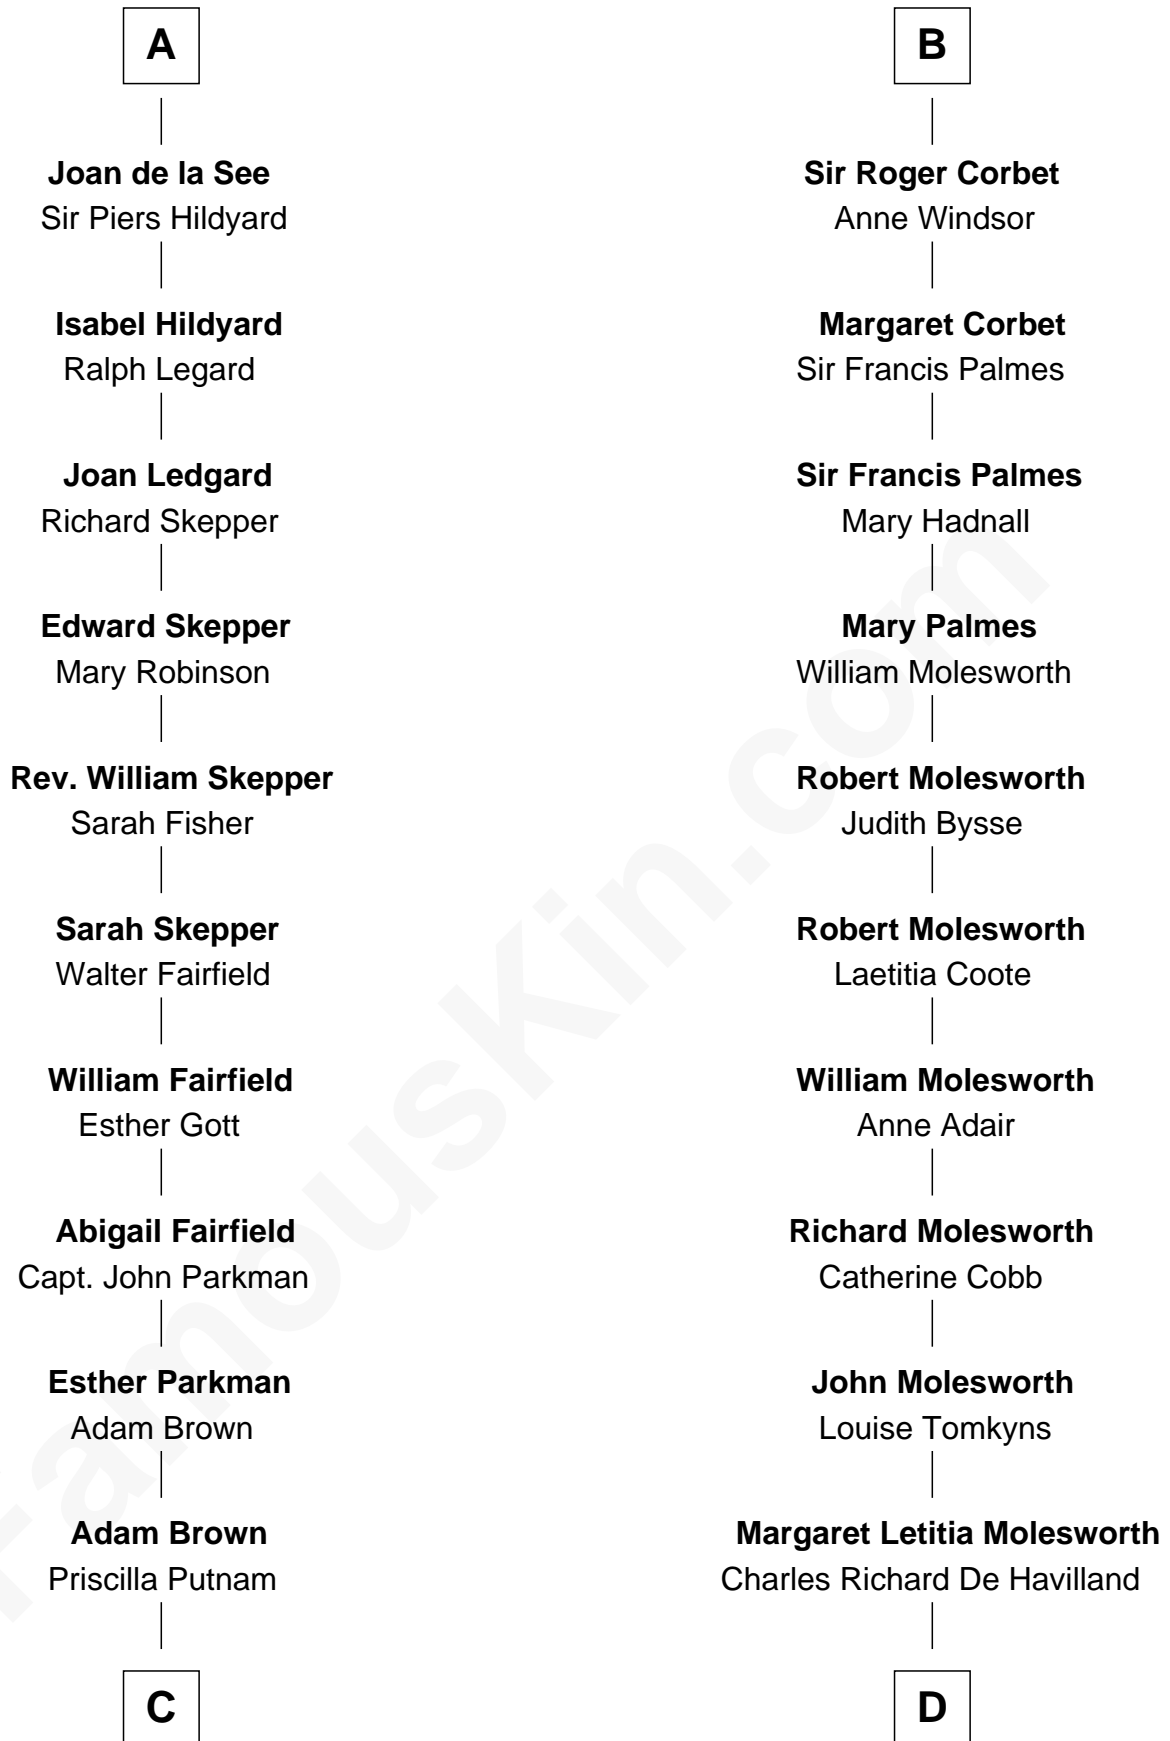 A
Joan de la See
Sir Piers Hildyard
Isabel Hildyard
Ralph Legard
Joan Ledgard
Richard Skepper
Edward Skepper
Mary Robinson
Rev. William Skepper
Sarah Fisher
Sarah Skepper
Walter Fairfield
William Fairfield
Esther Gott
Abigail Fairfield
Capt. John Parkman
Esther Parkman
Adam Brown
Adam Brown
Priscilla Putnam
C
B
Sir Roger Corbet
Anne Windsor
Margaret Corbet
Sir Francis Palmes
Sir Francis Palmes
Mary Hadnall
Mary Palmes
William Molesworth
Robert Molesworth
Judith Bysse
Robert Molesworth
Laetitia Coote
William Molesworth
Anne Adair
Richard Molesworth
Catherine Cobb
John Molesworth
Louise Tomkyns
Margaret Letitia Molesworth
Charles Richard De Havilland
D
FamousKin.com